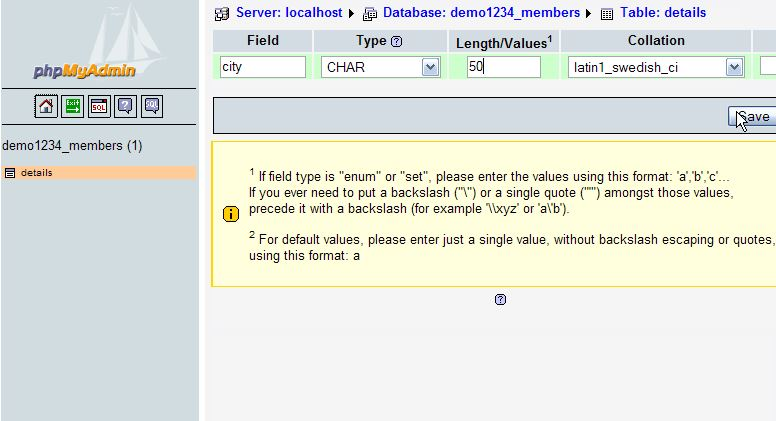 phpMyAdmin
Exit
SQL
?
SQL
demo1234_members (1)
details
Server: localhost Database: demo1234_members Table: details
Field Type ? Length/Values1 Collation
city CHAR 50 latin1_swedish_ci
Save
1 If field type is "enum" or "set", please enter the values using this format: 'a','b','c'...
If you ever need to put a backslash ("\") or a single quote ("'") amongst those values,
precede it with a backslash (for example '\\xyz' or 'a\'b').
2 For default values, please enter just a single value, without backslash escaping or quotes,
using this format: a
?